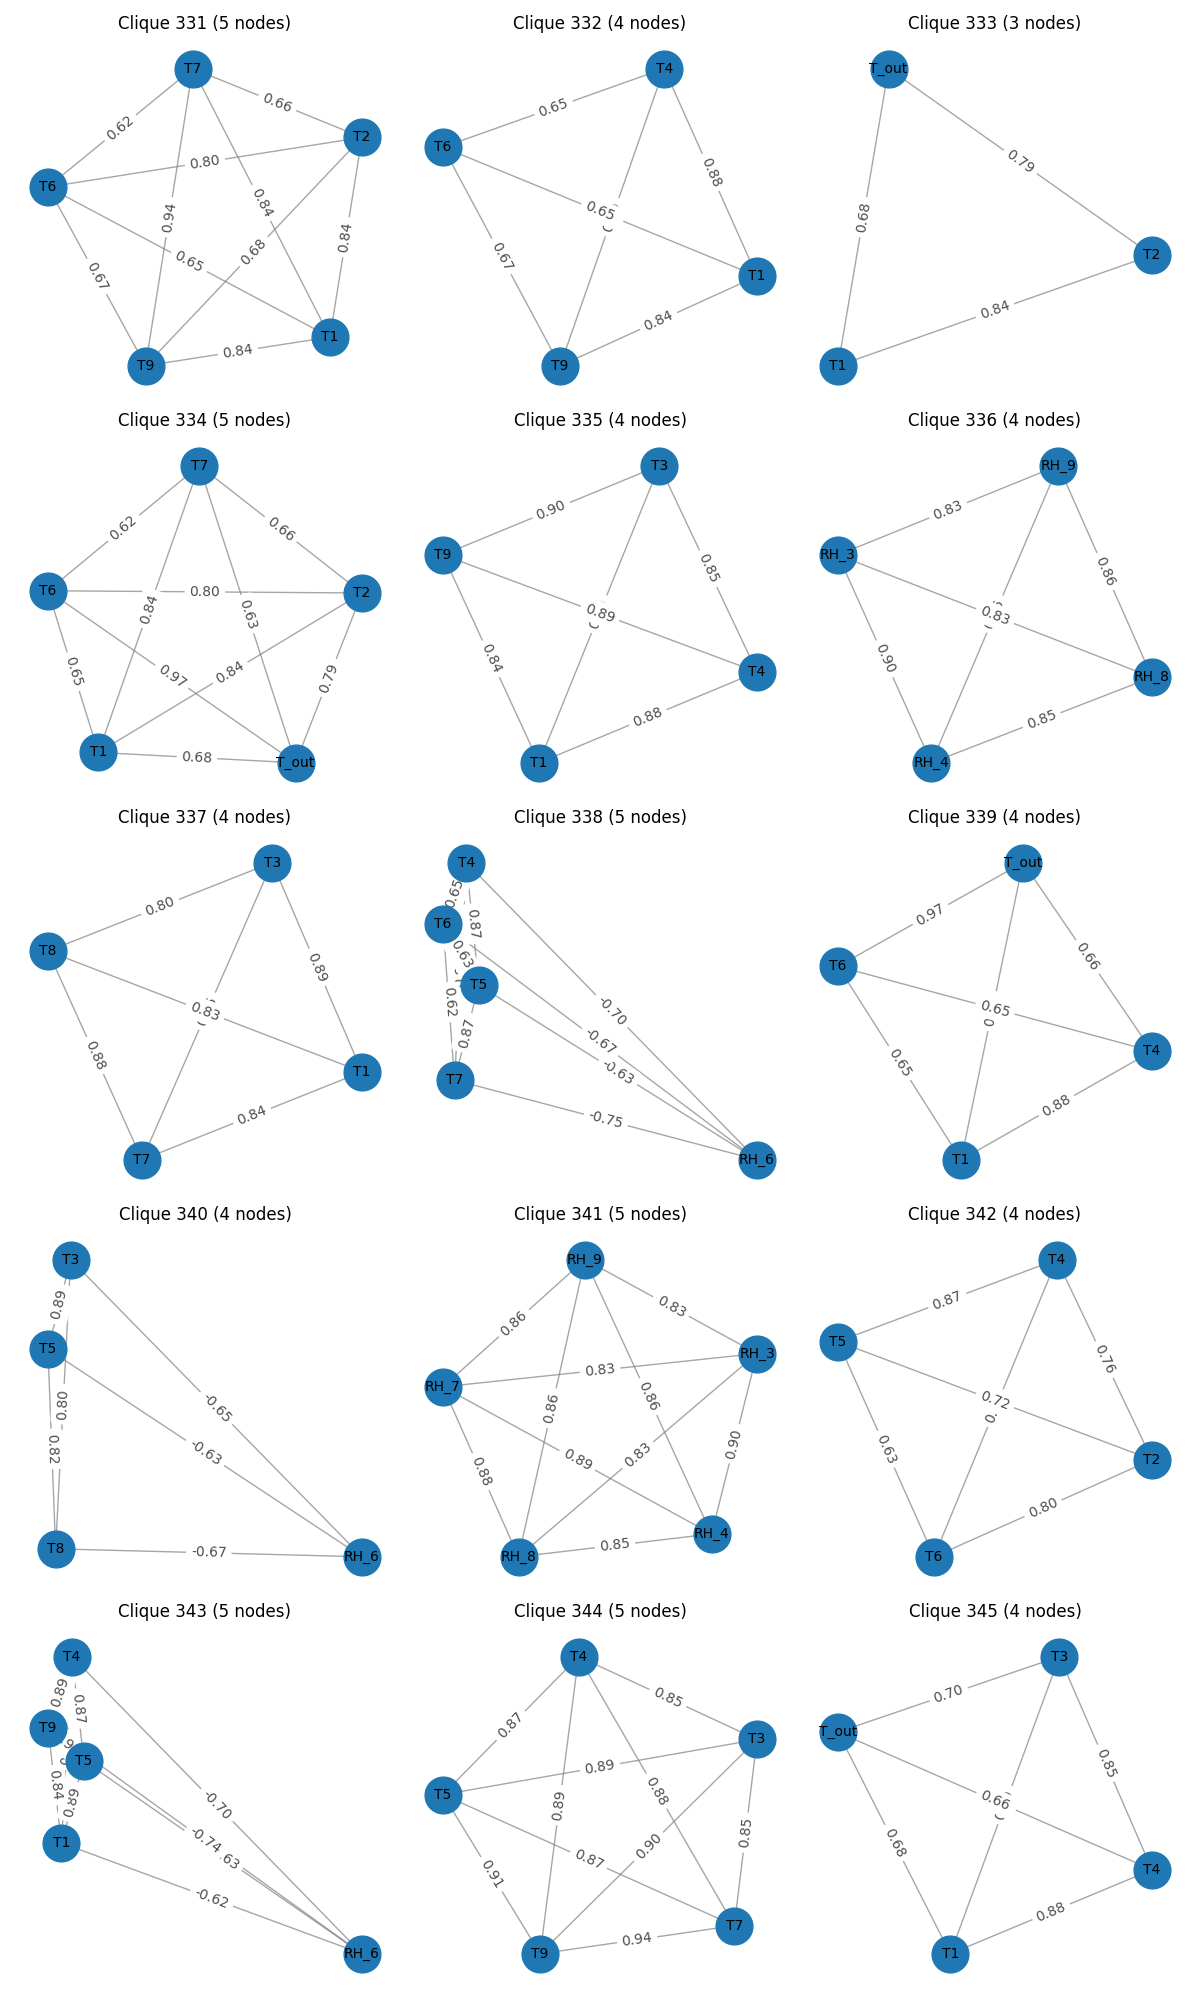 Clique 331 (5 nodes)
T7
0.66
0.62
T2
0.80
T6
0.94
0.84
0.84
0.68
0.65
0.67
T1
0.84
T9
Clique 332 (4 nodes)
T4
0.65
T6
0.88
0.65
0.67
T1
0.84
T9
Clique 333 (3 nodes)
T_out
0.79
0.68
T2
0.84
T1
Clique 334 (5 nodes)
T7
0.62
0.66
T6
0.80
T2
0.84
0.63
0.65
0.97
0.84
0.79
T1
0.68
T_out
Clique 335 (4 nodes)
T3
0.90
T9
0.85
0.89
0.84
T4
0.88
T1
Clique 336 (4 nodes)
RH_9
0.83
RH_3
0.86
0.83
0.90
RH_8
0.85
RH_4
Clique 337 (4 nodes)
T3
0.80
T8
0.89
0.83
0.88
T1
0.84
T7
Clique 338 (5 nodes)
T4
0.65
T6
0.87
0.63
T5
0.62
-0.70
0.87
-0.67
-0.63
T7
-0.75
RH_6
Clique 339 (4 nodes)
T_out
0.97
0.66
T6
0.65
0.65
T4
0.88
T1
Clique 340 (4 nodes)
T3
0.89
T5
0.80
-0.65
0.82
-0.63
T8
-0.67
RH_6
Clique 341 (5 nodes)
RH_9
0.86
0.83
RH_3
0.83
RH_7
0.86
0.86
0.90
0.88
0.89
0.83
RH_4
0.85
RH_8
Clique 342 (4 nodes)
T4
0.87
T5
0.76
0.72
0.63
T2
0.80
T6
Clique 343 (5 nodes)
T4
0.89
0.87
T9
T5
0.84
0.89
-0.70
-0.74
T1
-0.62
RH_6
Clique 344 (5 nodes)
T4
0.85
0.87
T3
0.89
T5
0.89
0.88
0.85
0.90
0.87
0.91
T7
0.94
T9
Clique 345 (4 nodes)
T3
0.70
T_out
0.85
0.66
0.68
T4
0.88
T1